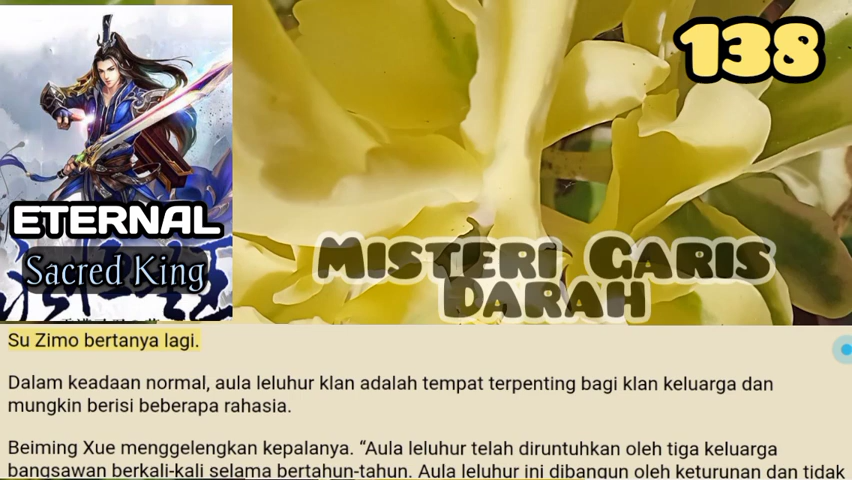 138
ETERNAL
Sacred King
MISTERI GARIS
DARAH
Su Zimo bertanya lagi.
Dalam keadaan normal, aula leluhur klan adalah tempat terpenting bagi klan keluarga dan
mungkin berisi beberapa rahasia.
Beiming Xue menggelengkan kepalanya. “Aula leluhur telah diruntuhkan oleh tiga keluarga
bangsawan berkali-kali selama bertahun-tahun. Aula leluhur ini dibangun oleh keturunan dan tidak